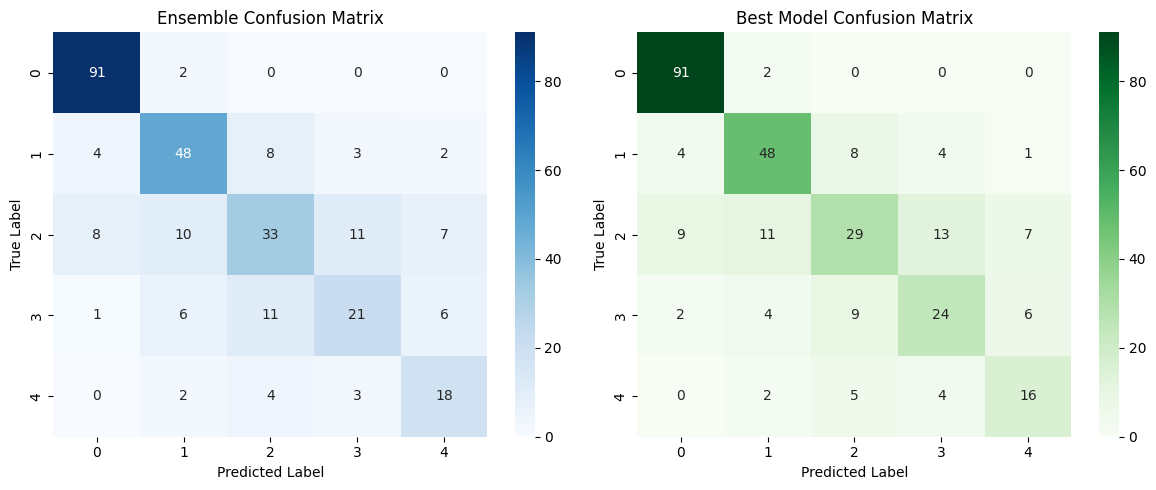 Ensemble Confusion Matrix
0 91 2 0 0 0
1 4 48 8 3 2
2 8 10 33 11 7
3 1 6 11 21 6
4 0 2 4 3 18
0 1 2 3 4
True Label
Predicted Label
80
60
40
20
0
Best Model Confusion Matrix
0 91 2 0 0 0
1 4 48 8 4 1
2 9 11 29 13 7
3 2 4 9 24 6
4 0 2 5 4 16
0 1 2 3 4
True Label
Predicted Label
80
60
40
20
0